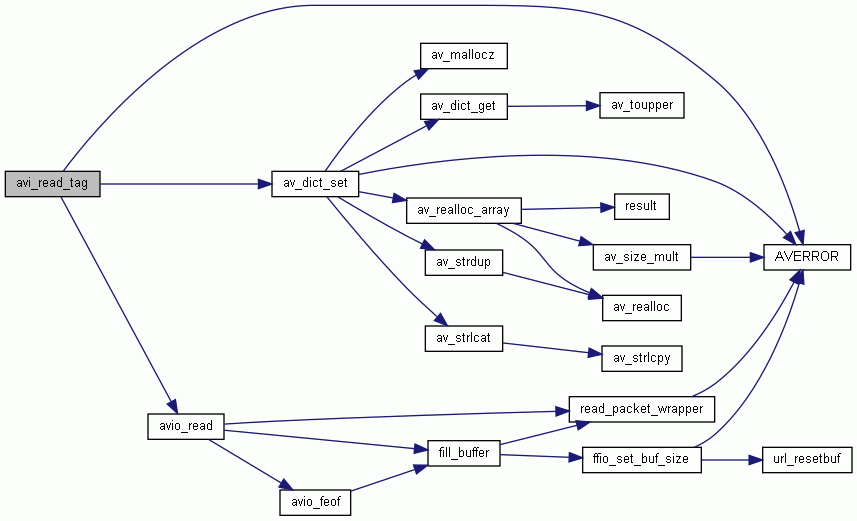 av_mallocz
av_dict_get
av_toupper
avi_read_tag
av_dict_set
av_realloc_array
result
av_strdup
av_size_mult
AVERROR
av_realloc
av_strlcat
av_strlcpy
avio_read
read_packet_wrapper
fill_buffer
ffio_set_buf_size
url_resetbuf
avio_feof